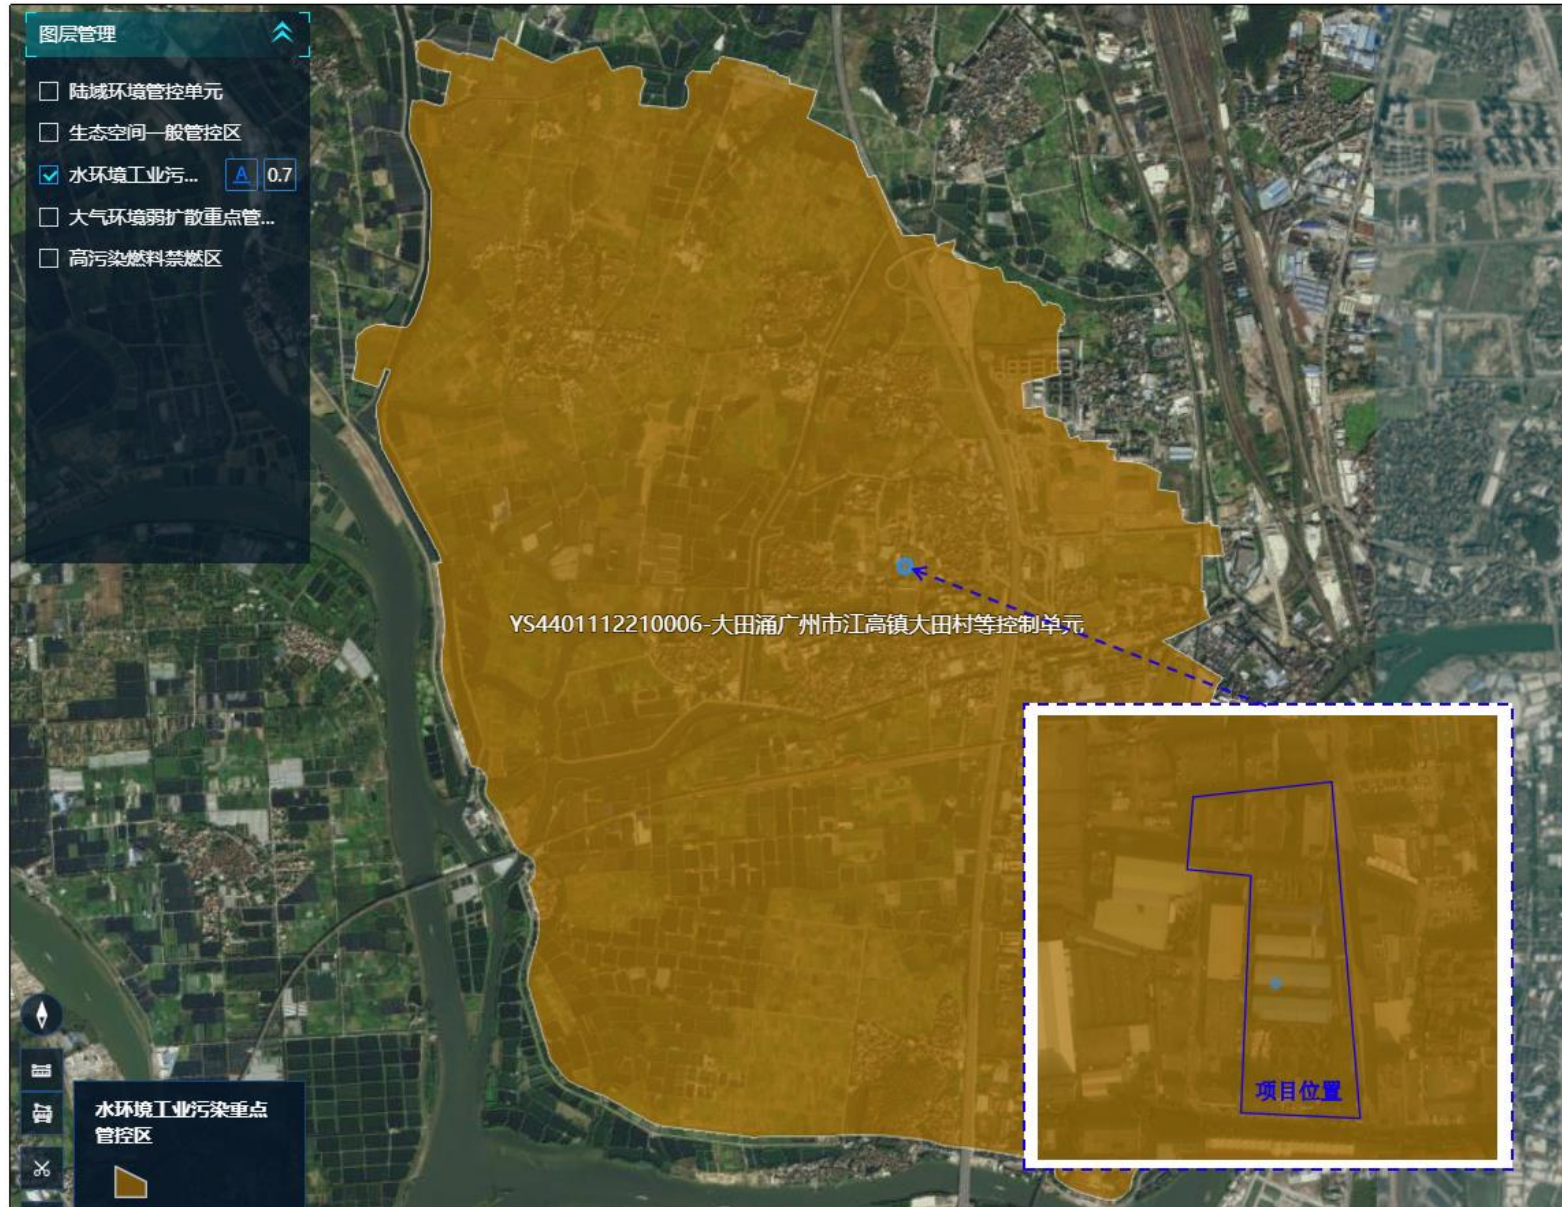 图层管理
陆域环境管控单元
生态空间一般管控区
水环境工业污... A 0.7
大气环境弱扩散重点管...
高污染燃料禁燃区
YS4401112210006-大田涌广州市江高镇大田村等控制单元
项目位置
水环境工业污染重点
管控区